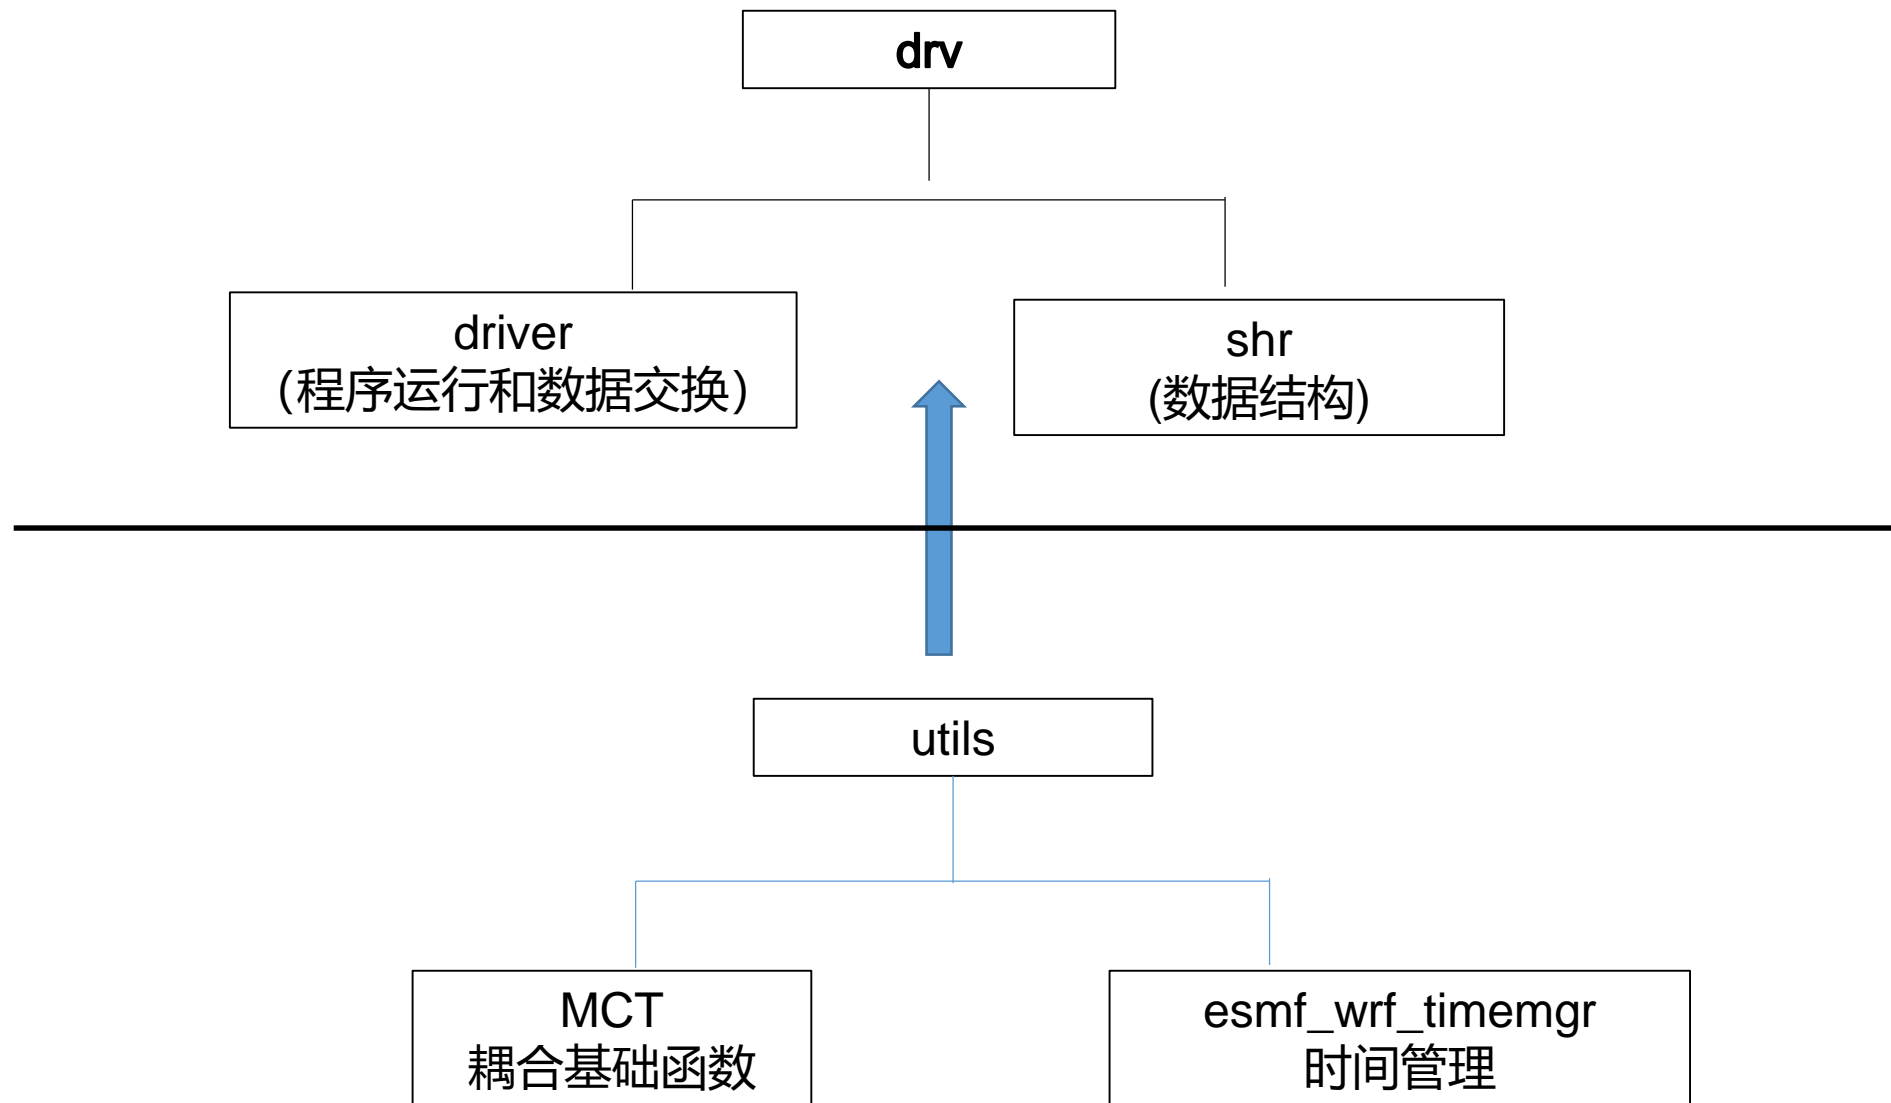 drv
driver
(程序运行和数据交换）
shr
(数据结构)
utils
MCT
耦合基础函数
esmf_wrf_timemgr
时间管理